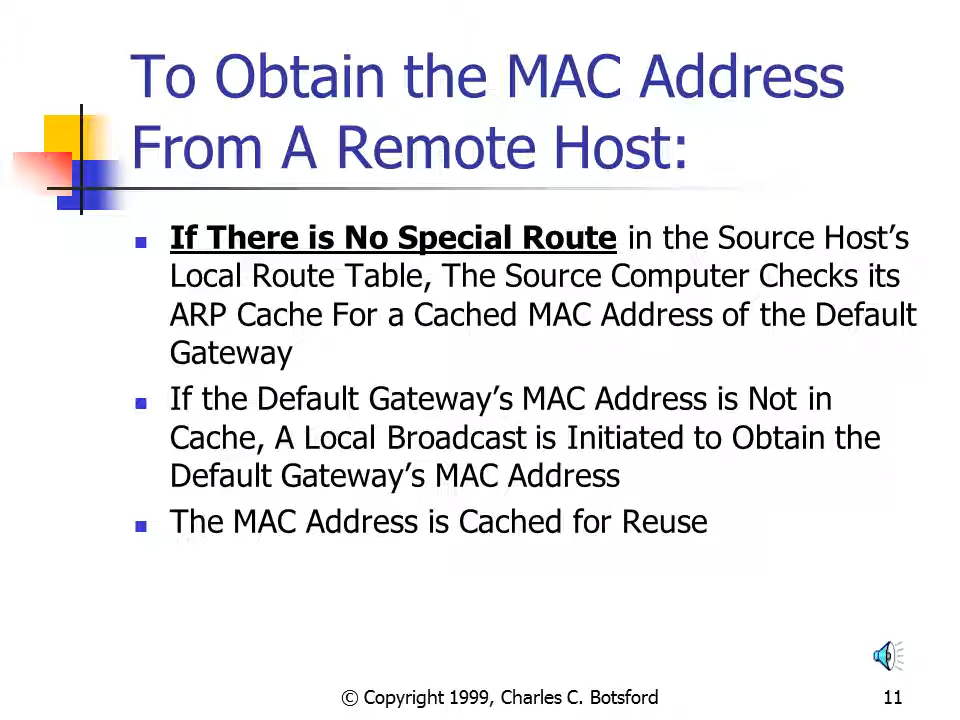 To Obtain the MAC Address
From A Remote Host:
If There is No Special Route in the Source Host’s
Local Route Table, The Source Computer Checks its
ARP Cache For a Cached MAC Address of the Default
Gateway
If the Default Gateway’s MAC Address is Not in
Cache, A Local Broadcast is Initiated to Obtain the
Default Gateway’s MAC Address
The MAC Address is Cached for Reuse
© Copyright 1999, Charles C. Botsford
11